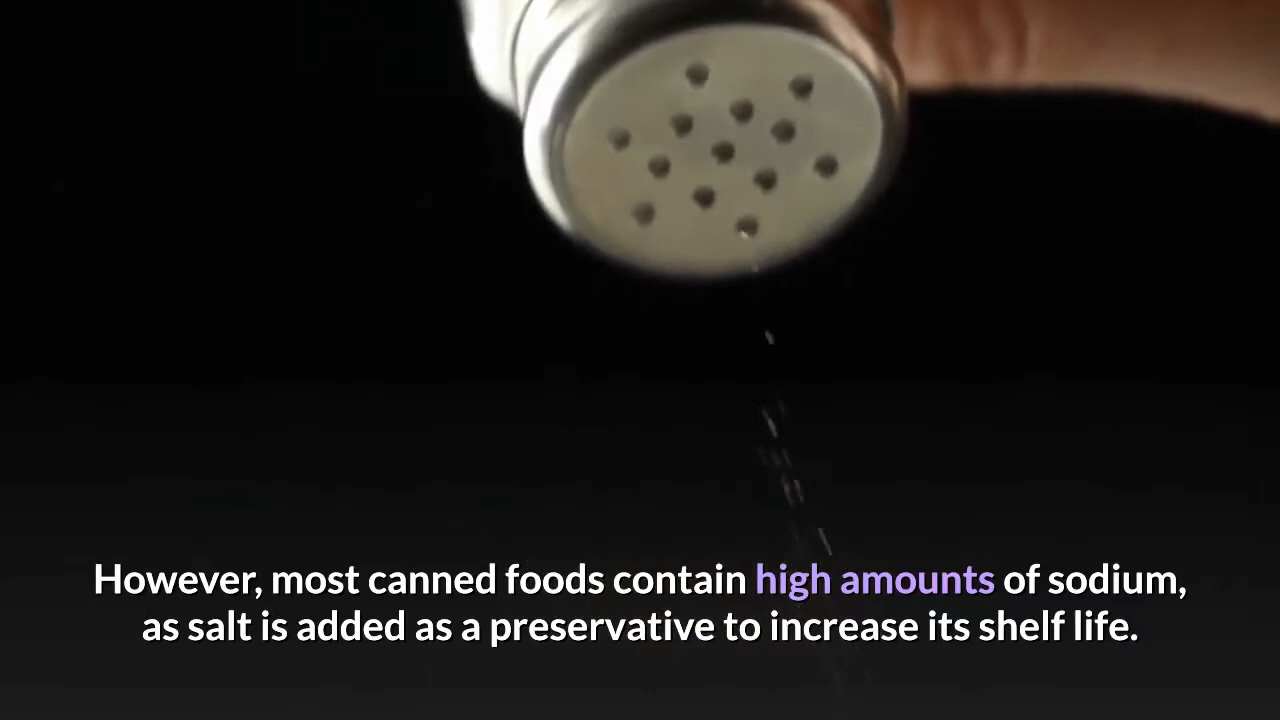 However, most canned foods contain high amounts of sodium,
as salt is added as a preservative to increase its shelf life.